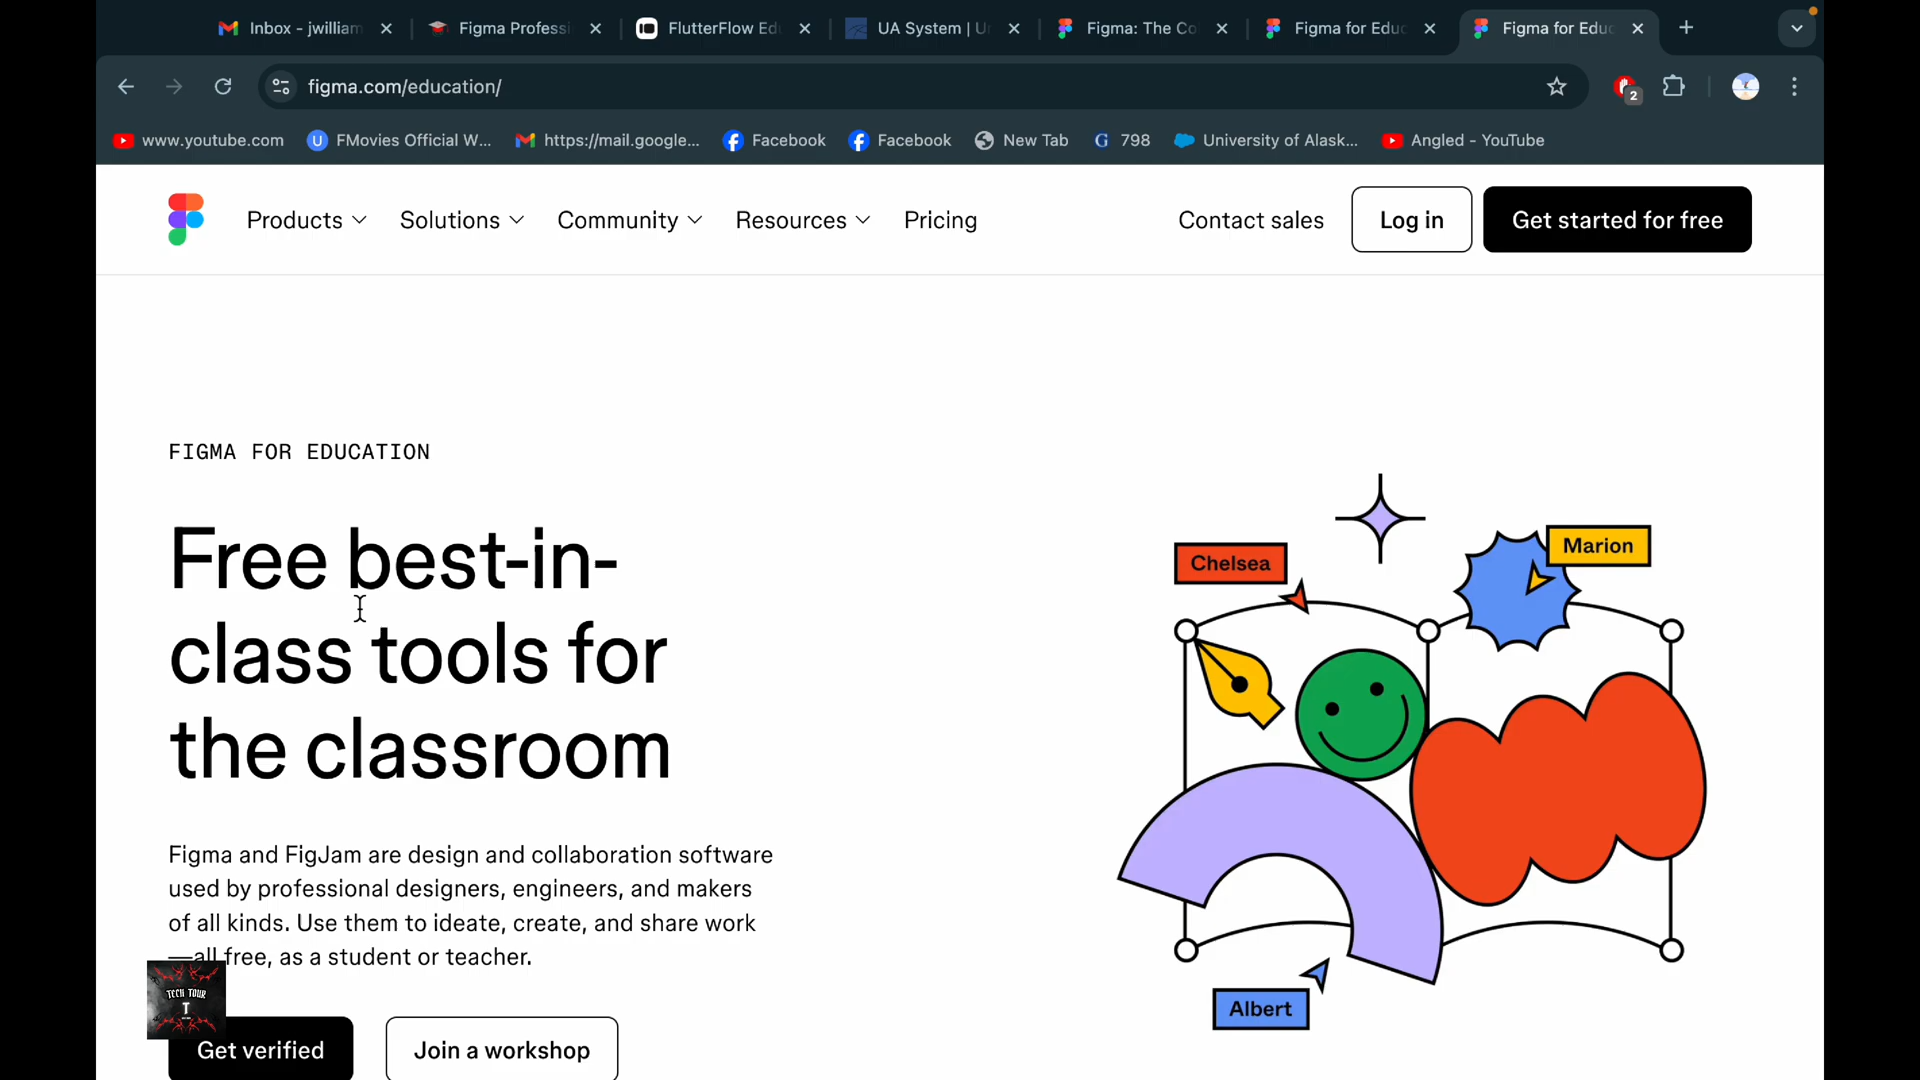 Inbox - jwilliam
Figma Professi
FlutterFlow Ed
UA System | U
Figma: The Co
Figma for Educ
Figma for Educ
figma.com/education/
2
www.youtube.com
FMovies Official W...
https://mail.google...
Facebook
Facebook
New Tab
798
University of Alask...
Angled - YouTube
Products
Solutions
Community
Resources
Pricing
Contact sales
Log in
Get started for free
FIGMA FOR EDUCATION
Free best-in-
class tools for
the classroom
Figma and FigJam are design and collaboration software
used by professional designers, engineers, and makers
of all kinds. Use them to ideate, create, and share work
—all free, as a student or teacher.
TECH TOUR
T
Get verified
Join a workshop
Chelsea
Marion
Albert